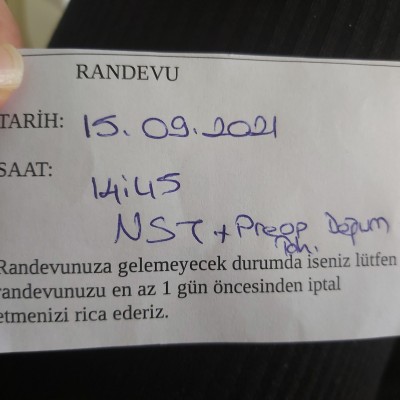 RANDEVU
TARİH: 15.09.2021
SAAT:
14:45
NST + Preop Doğum
Randevunuza gelemeyecek durumda iseniz lütfen
randevunuzu en az 1 gün öncesinden iptal
etmenizi rica ederiz.